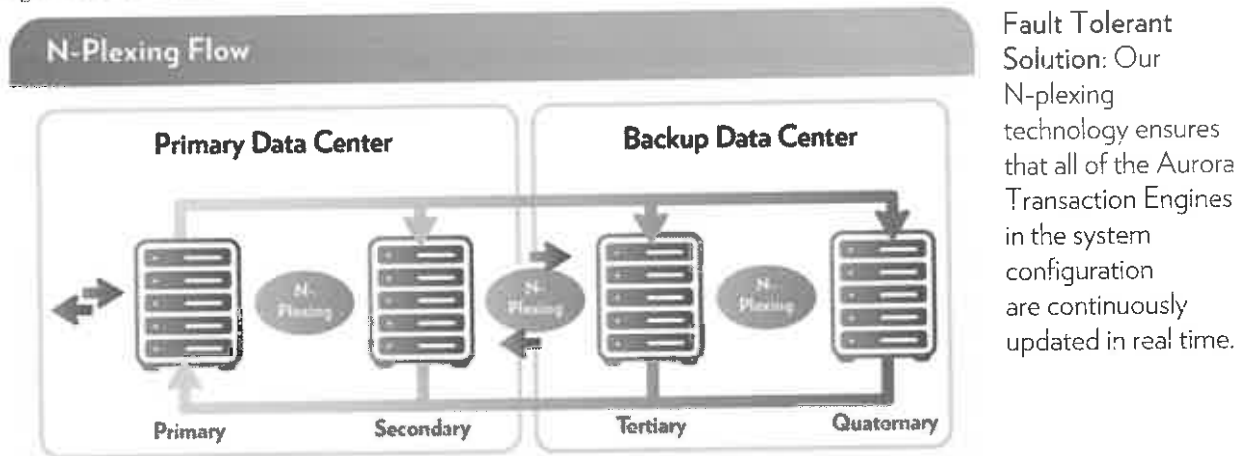 N-Plexing Flow
Primary Data Center
Backup Data Center
N-
Plexing
N-
Plexing
N-
Plexing
Primary
Secondary
Tertiary
Quaternary
Fault Tolerant
Solution: Our
N-plexing
technology ensures
that all of the Aurora
Transaction Engines
in the system
configuration
are continuously
updated in real time.